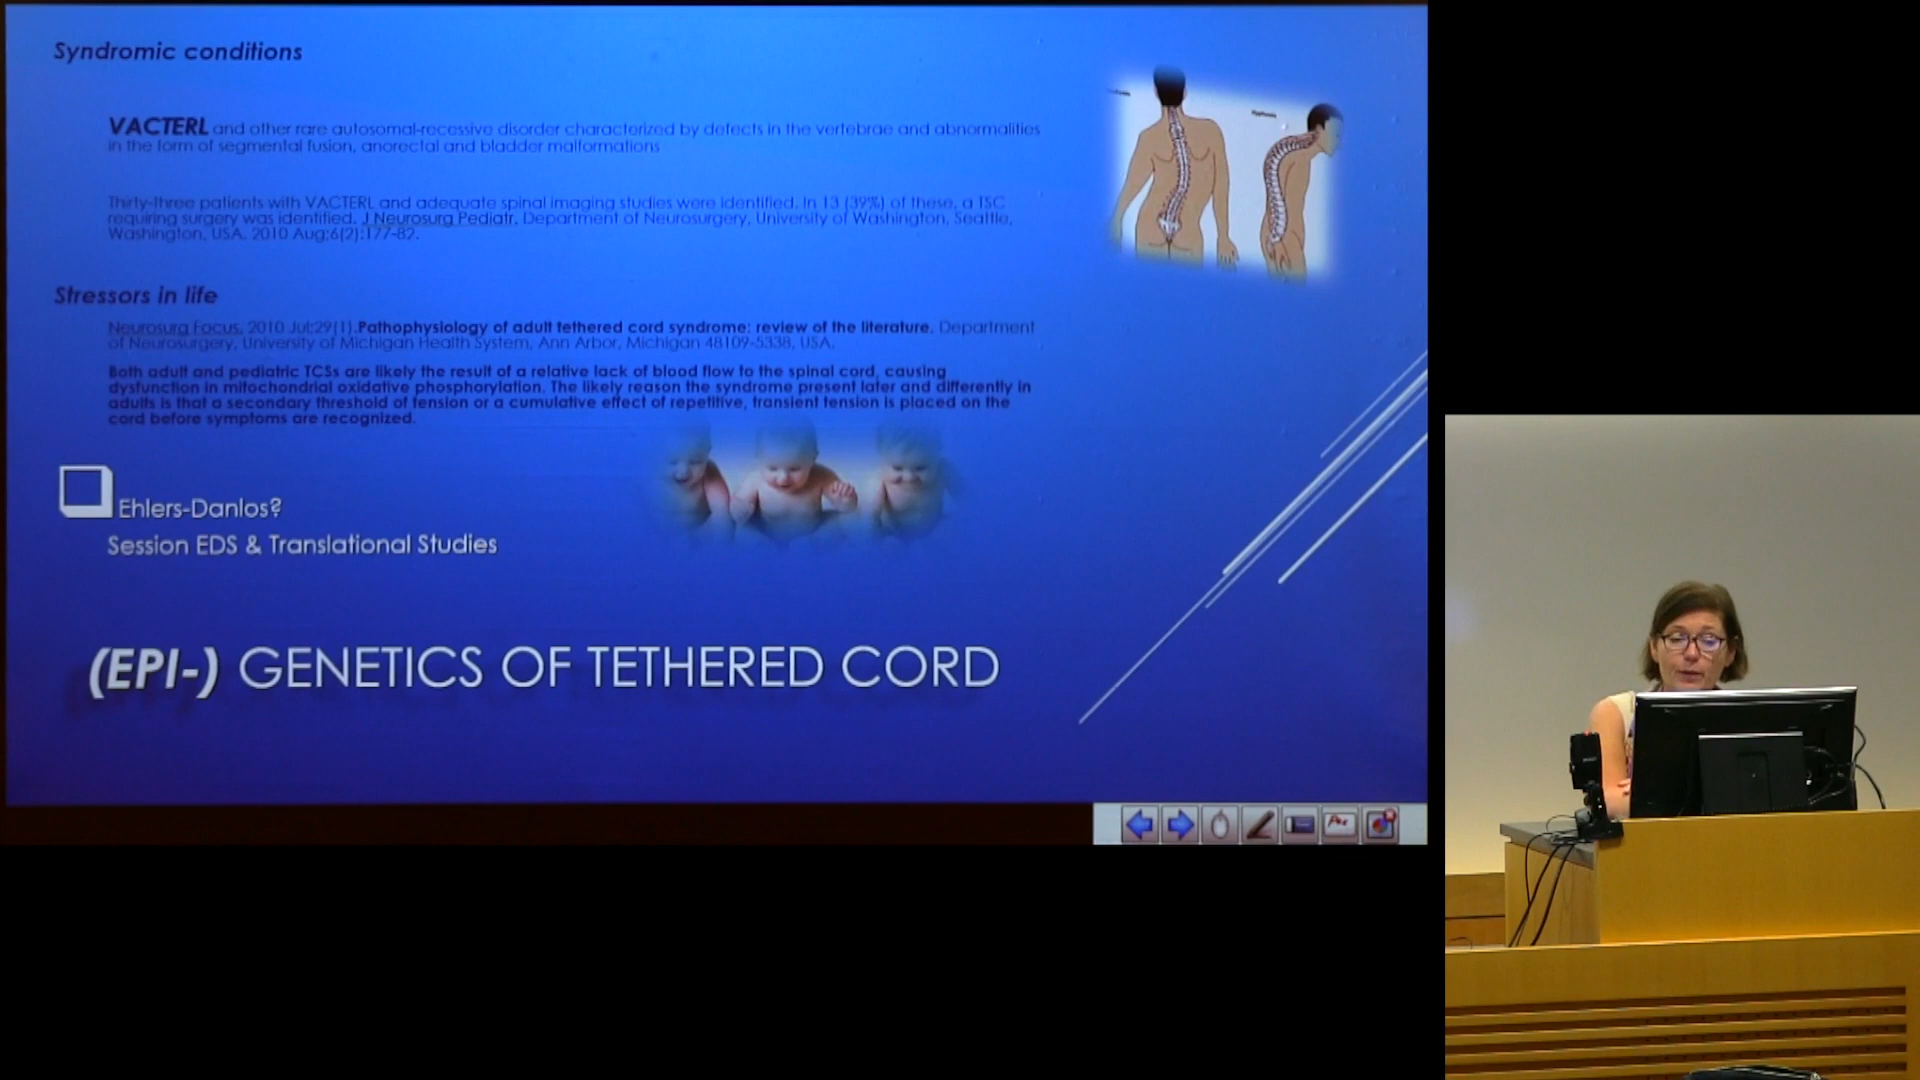 Syndromic conditions
VACTERL and other rare autosomal-recessive disorder characterized by defects in the vertebrae and abnormalities
in the form of segmental fusion, anorectal and bladder malformations
Thirty-three patients with VACTERL and adequate spinal imaging studies were identified. In 13 (39%) of these, a TSC
requiring surgery was identified. J Neurosurg Pediatr. Department of Neurosurgery, University of Washington, Seattle,
Washington, USA. 2010 Aug;6(2):177-82.
Stressors in life
Neurosurg Focus. 2010 Jul;29(1).Pathophysiology of adult tethered cord syndrome: review of the literature. Department
of Neurosurgery, University of Michigan Health System, Ann Arbor, Michigan 48109-5338, USA.
Both adult and pediatric TCSs are likely the result of a relative lack of blood flow to the spinal cord, causing
dysfunction in mitochondrial oxidative phosphorylation. The likely reason the syndrome present later and differently in
adults is that a secondary threshold of tension or a cumulative effect of repetitive, transient tension is placed on the
cord before symptoms are recognized.
Ehlers-Danlos?
Session EDS & Translational Studies
(EPI-) GENETICS OF TETHERED CORD